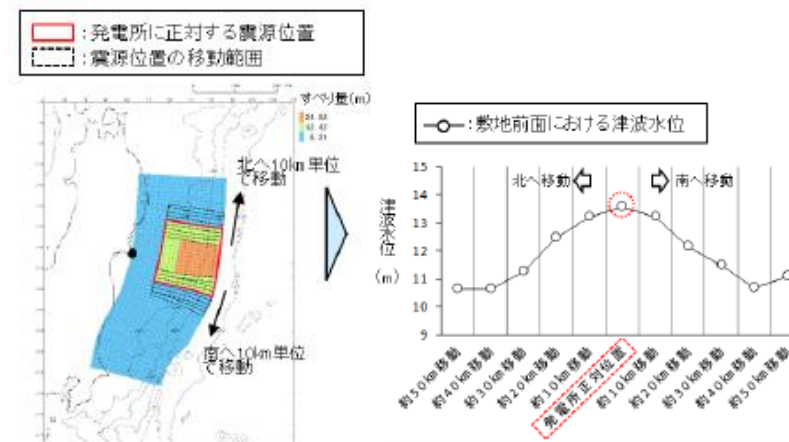 ：発電所に正対する震源位置
：震源位置の移動範囲
すべり量(m)
北へ10km単位
で移動
南へ10km単位
で移動
：敷地前面における津波水位
津波水位
(m)
15
14
13
12
11
10
9
北へ移動
南へ移動
約50km移動
約40km移動
約30km移動
約20km移動
約10km移動
発電所正対位置
約10km移動
約20km移動
約30km移動
約40km移動
約50km移動